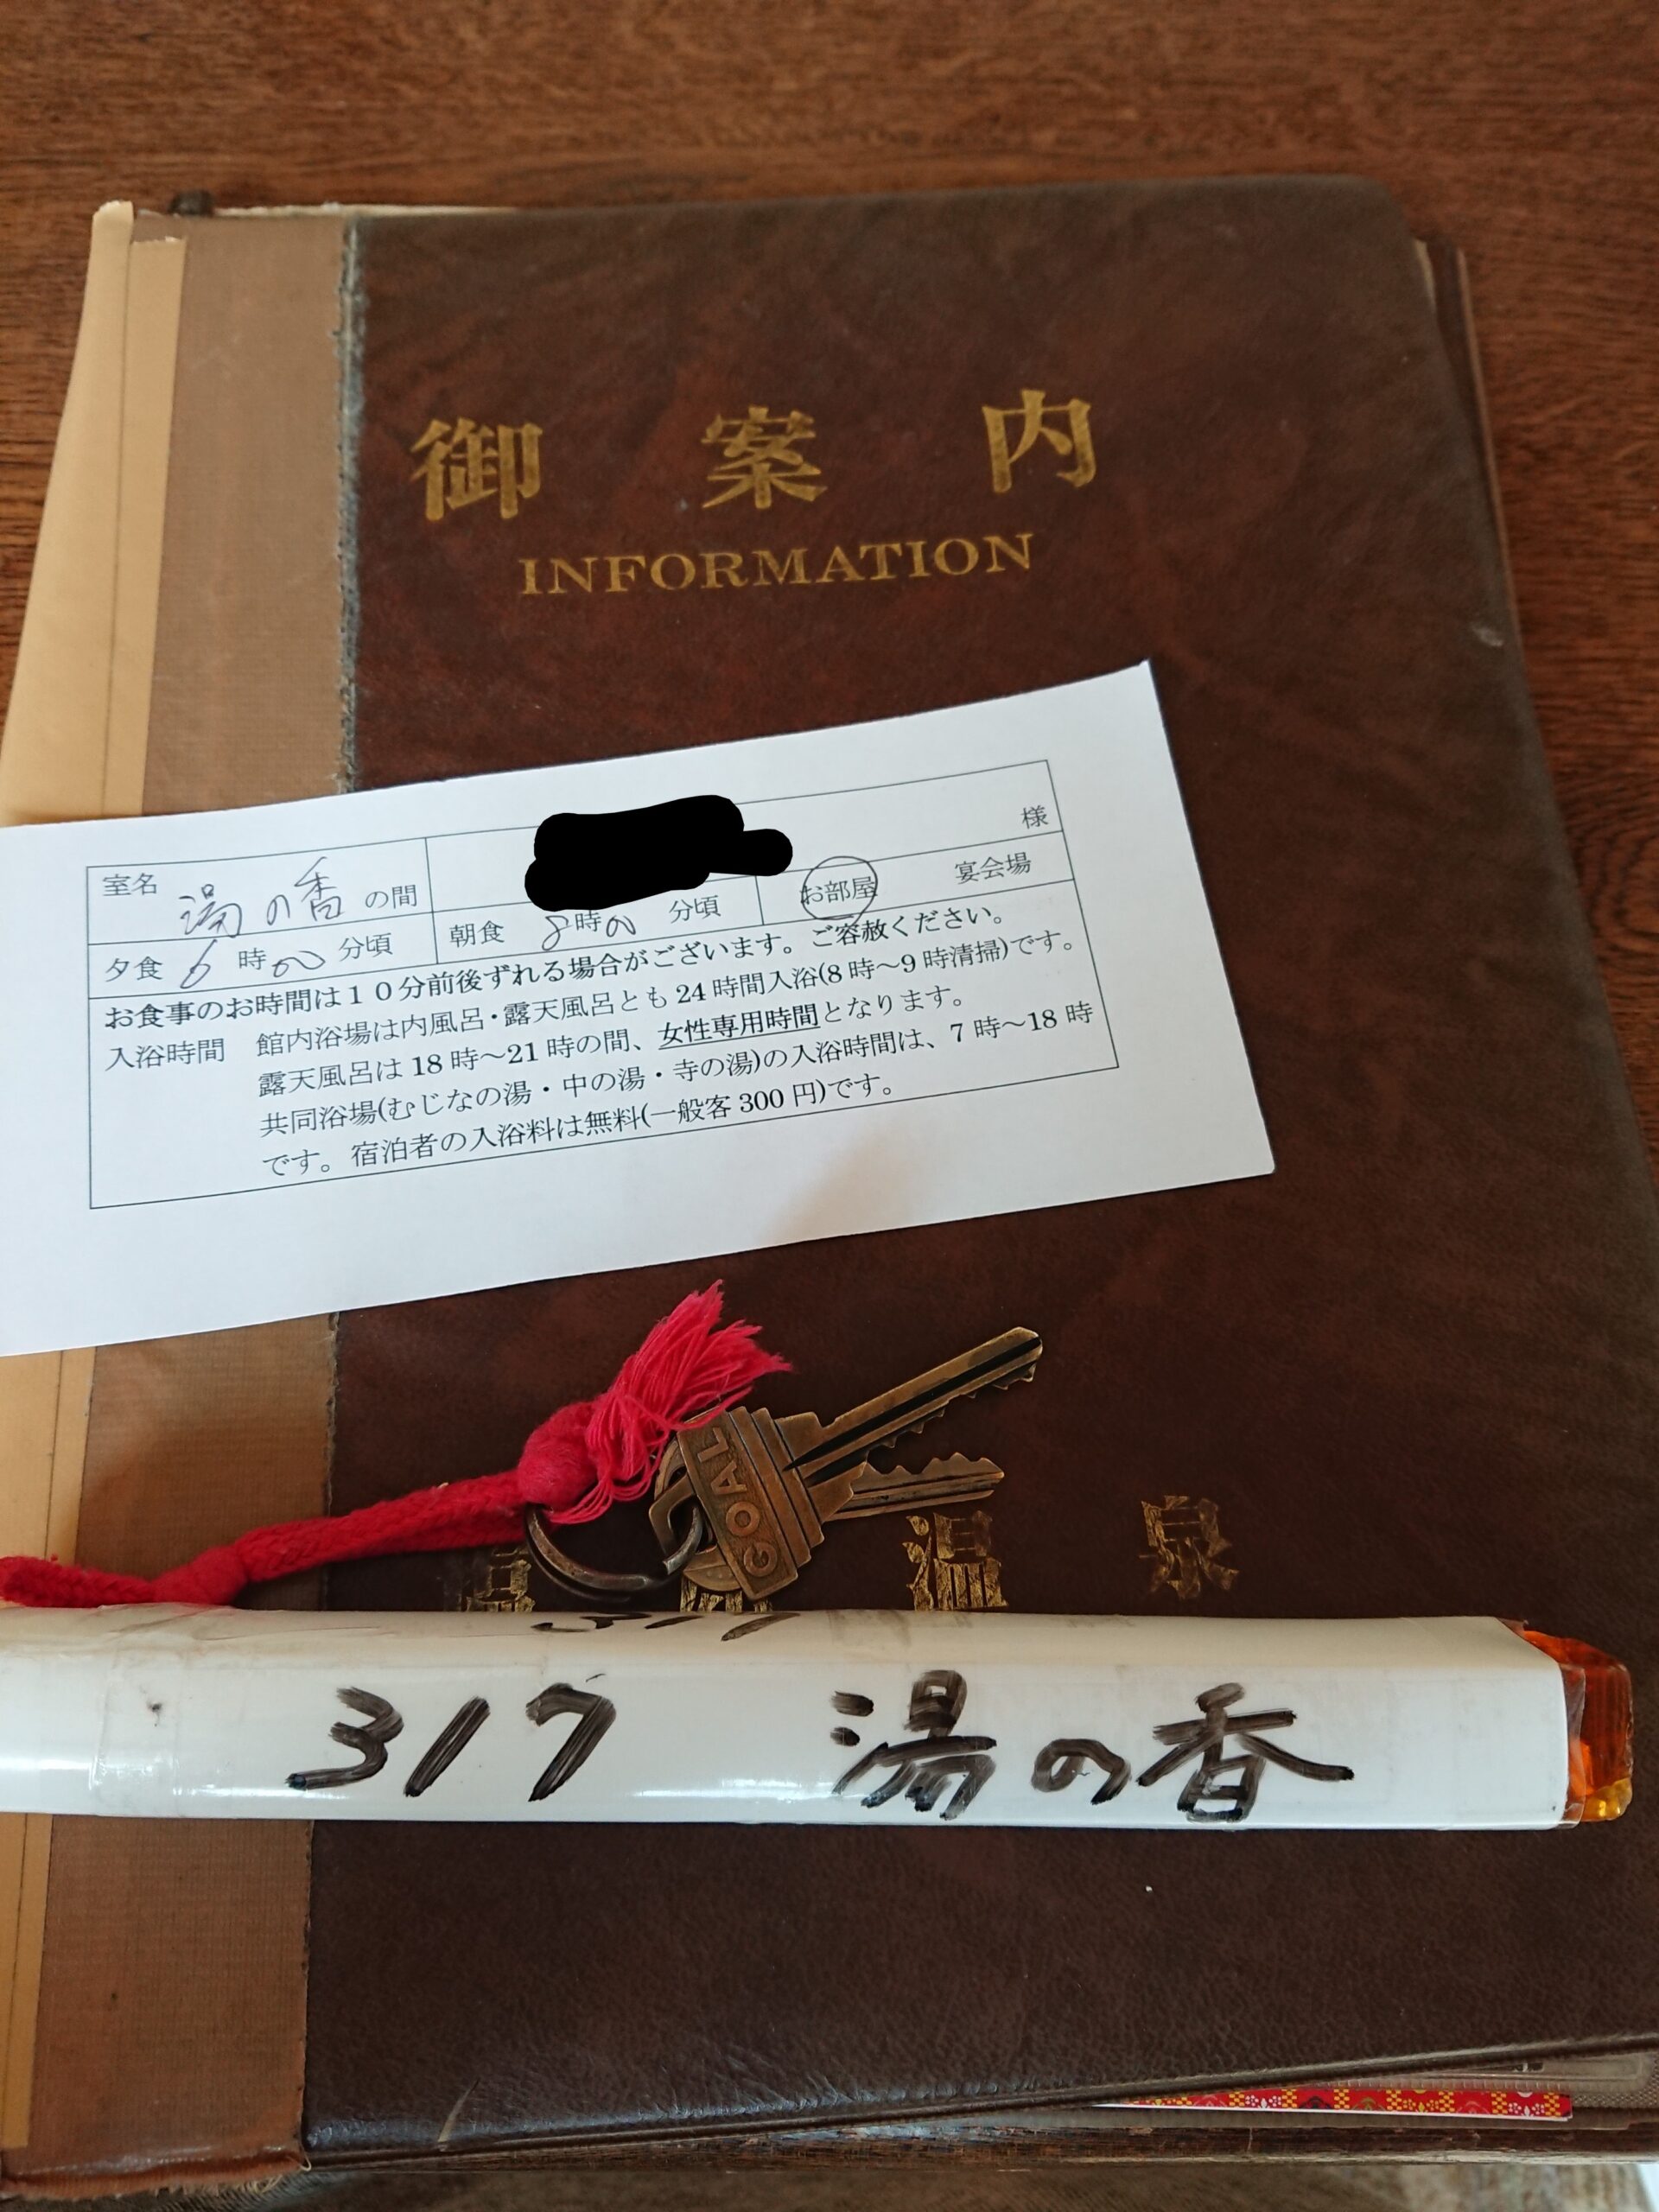 御案内
INFORMATION
様
室名 湯の香 の間
夕食 6時00分頃 朝食 8時00分頃 お部屋 宴会場
お食事のお時間は１０分前後ずれる場合がございます。ご容赦ください。
入浴時間 館内浴場は内風呂・露天風呂とも24時間入浴(8時～9時清掃)です。
露天風呂は18時～21時の間、女性専用時間となります。
共同浴場(むじなの湯・中の湯・寺の湯)の入浴時間は、7時～18時
です。宿泊者の入浴料は無料(一般客300円)です。
GOAL
温泉
317 湯の香